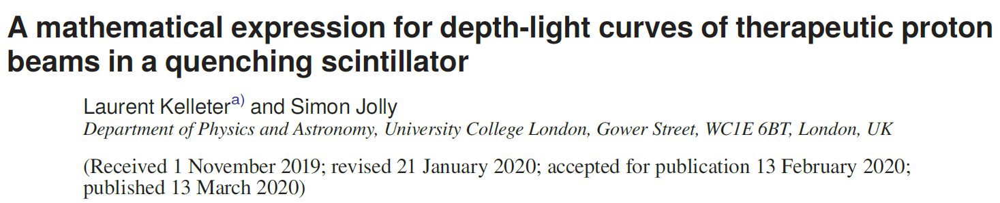 A mathematical expression for depth-light curves of therapeutic proton
beams in a quenching scintillator
Laurent Kelleter a) and Simon Jolly
Department of Physics and Astronomy, University College London, Gower Street, WC1E 6BT, London, UK
(Received 1 November 2019; revised 21 January 2020; accepted for publication 13 February 2020;
published 13 March 2020)